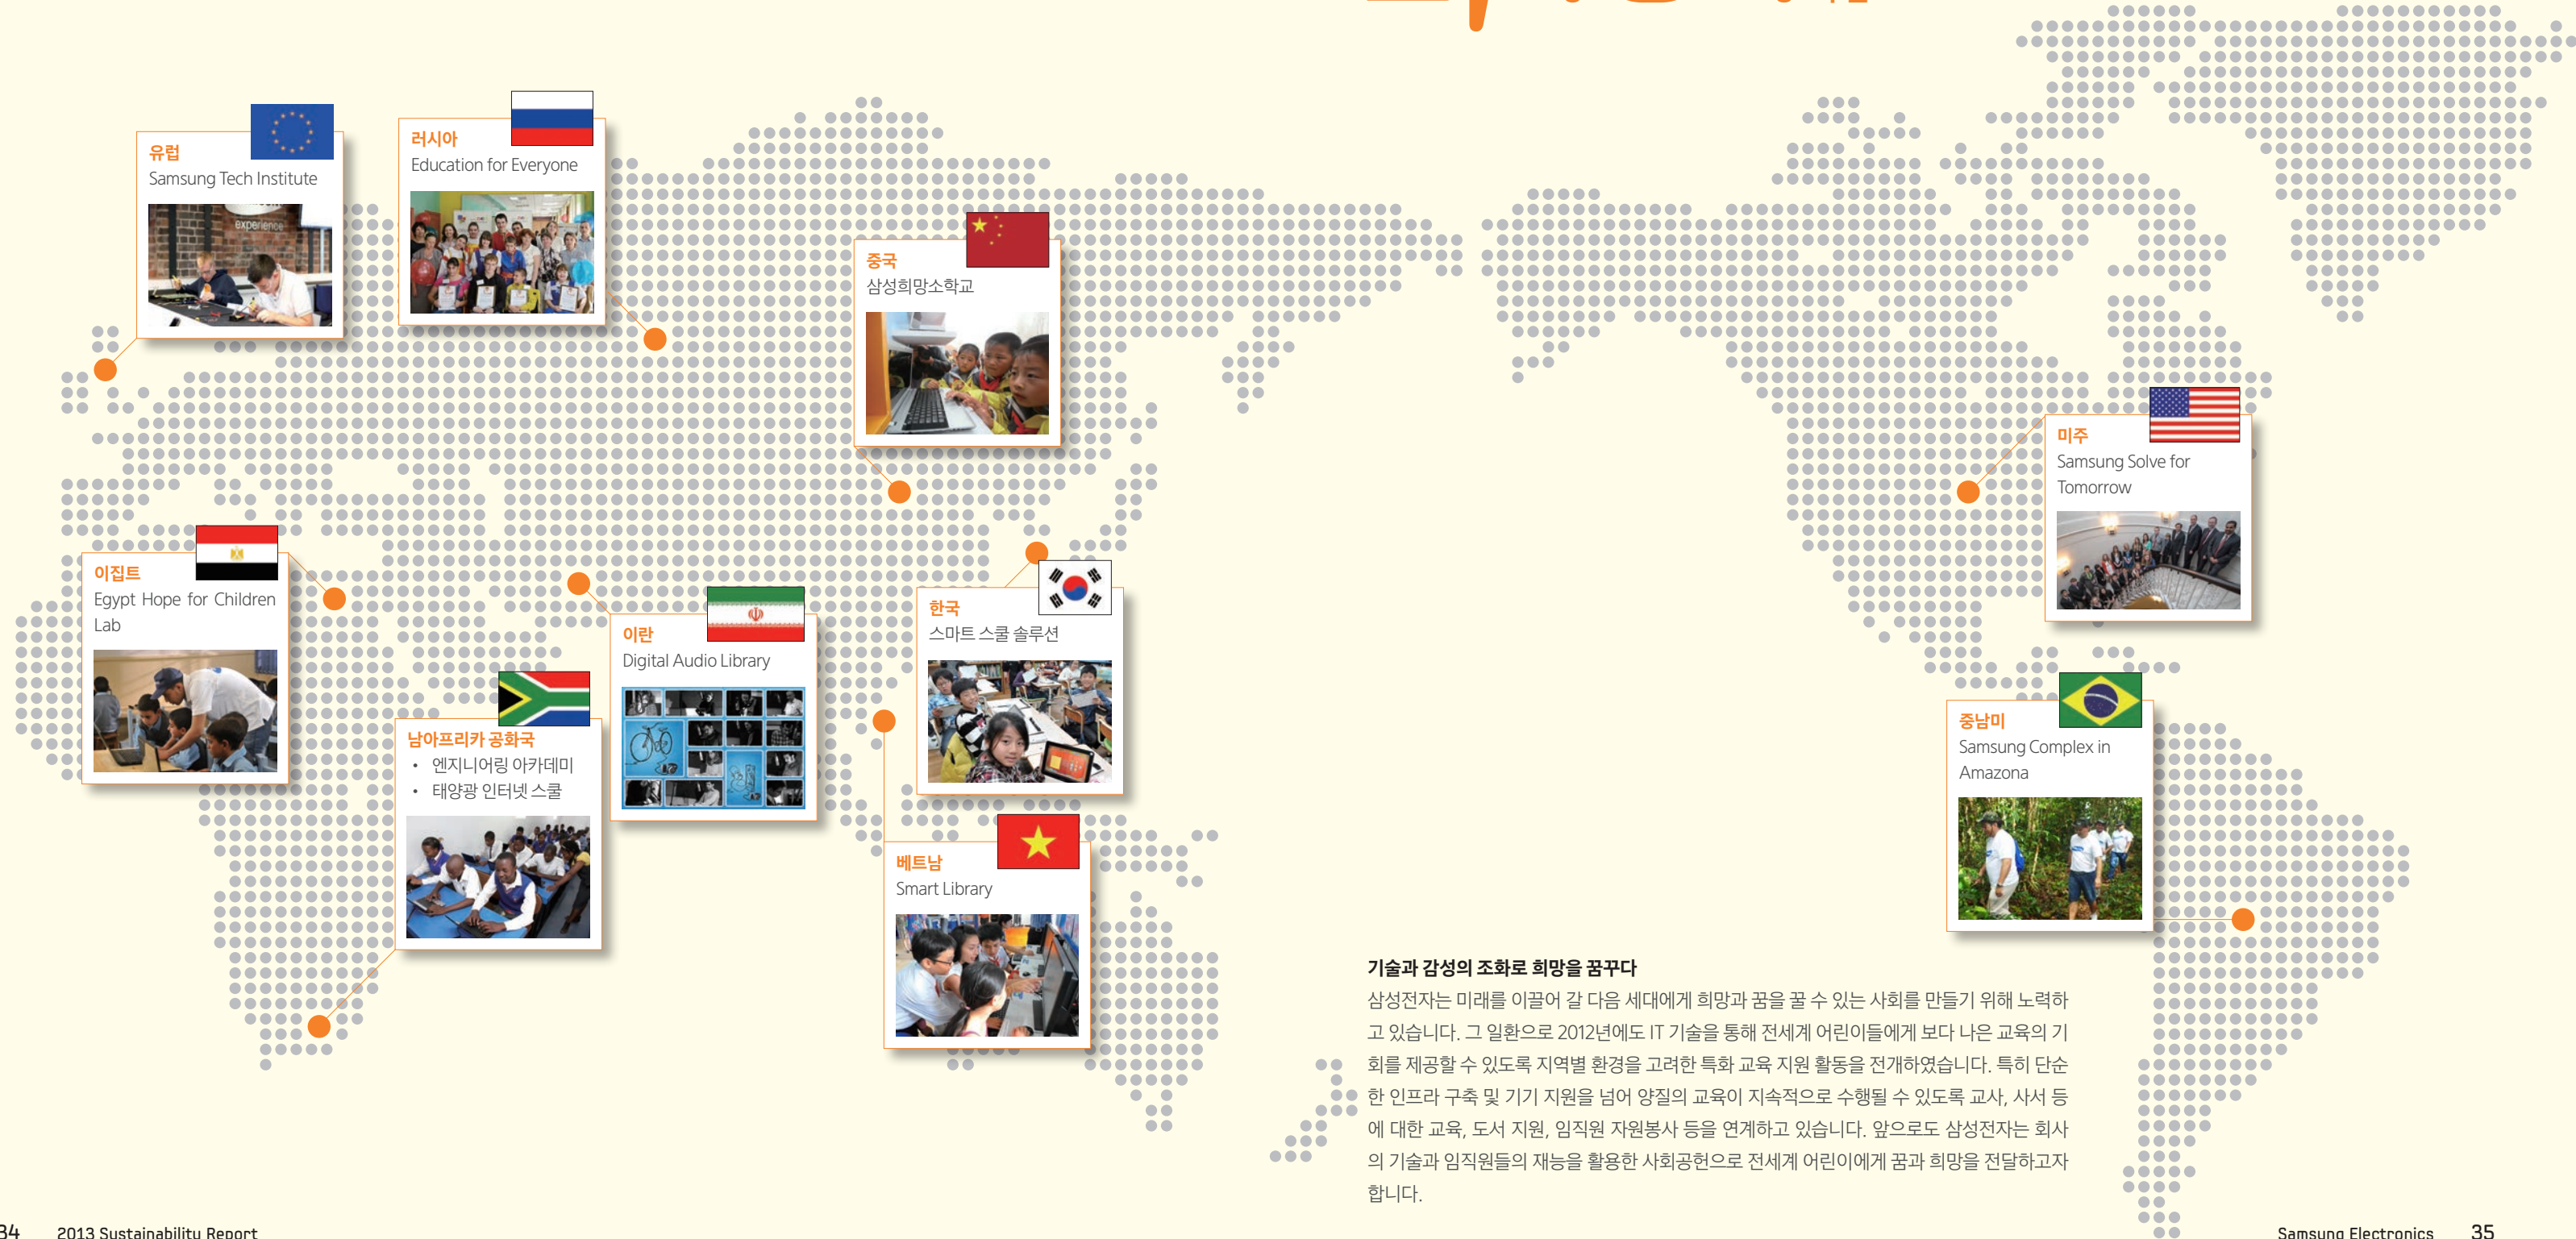 유럽
Samsung Tech Institute
experience
러시아
Education for Everyone
중국
삼성희망소학교
이집트
Egypt Hope for Children
Lab
남아프리카 공화국
• 엔지니어링 아카데미
• 태양광 인터넷 스쿨
이란
Digital Audio Library
한국
스마트 스쿨 솔루션
베트남
Smart Library
미주
Samsung Solve for
Tomorrow
중남미
Samsung Complex in
Amazona
기술과 감성의 조화로 희망을 꿈꾸다
삼성전자는 미래를 이끌어 갈 다음 세대에게 희망과 꿈을 꿀 수 있는 사회를 만들기 위해 노력하
고 있습니다. 그 일환으로 2012년에도 IT 기술을 통해 전세계 어린이들에게 보다 나은 교육의 기
회를 제공할 수 있도록 지역별 환경을 고려한 특화 교육 지원 활동을 전개하였습니다. 특히 단순
한 인프라 구축 및 기기 지원을 넘어 양질의 교육이 지속적으로 수행될 수 있도록 교사, 사서 등
에 대한 교육, 도서 지원, 임직원 자원봉사 등을 연계하고 있습니다. 앞으로도 삼성전자는 회사
의 기술과 임직원들의 재능을 활용한 사회공헌으로 전세계 어린이에게 꿈과 희망을 전달하고자
합니다.
34 2013 Sustainability Report
Samsung Electronics 35